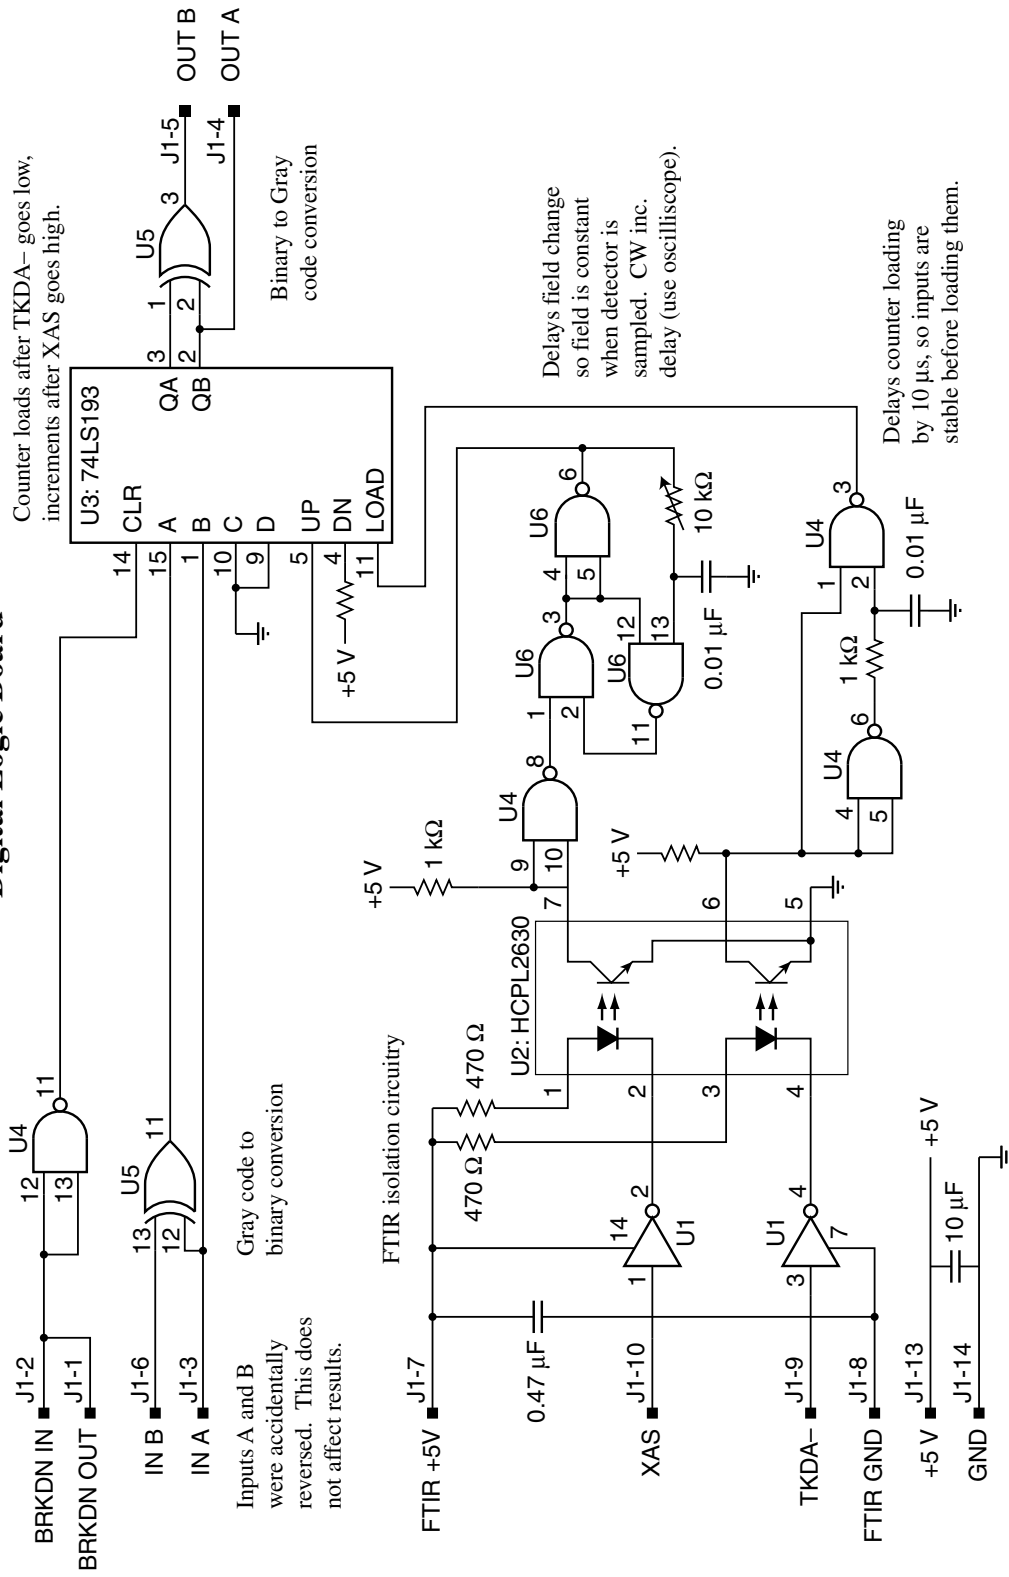 Digital Logic Board
Counter loads after TKDA– goes low,
increments after XAS goes high.
BRKDN IN
J1-2
BRKDN OUT
J1-1
12
13
U4
11
IN B
J1-6
IN A
J1-3
13
12
U5
11
Inputs A and B
were accidentally
reversed. This does
not affect results.
Gray code to
binary conversion
U3: 74LS193
14
CLR
15
A
1
B
10
C
9
D
5
UP
4
DN
11
LOAD
+5 V
QA
3
QB
2
1
2
U5
3
J1-5
OUT B
J1-4
OUT A
Binary to Gray
code conversion
FTIR isolation circuitry
FTIR +5V
J1-7
0.47 µF
470 Ω
470 Ω
XAS
J1-10
1
14
2
U1
TKDA–
J1-9
3
U1
4
7
FTIR GND
J1-8
+5 V
J1-13
+5 V
GND
J1-14
10 µF
U2: HCPL2630
1
2
3
4
7
6
5
+5 V
1 kΩ
9
10
U4
8
1
2
U6
3
4
5
U6
6
12
13
U6
11
10 kΩ
0.01 µF
Delays field change
so field is constant
when detector is
sampled. CW inc.
delay (use oscilliscope).
+5 V
4
5
U4
6
1 kΩ
1
2
U4
3
0.01 µF
Delays counter loading
by 10 µs, so inputs are
stable before loading them.